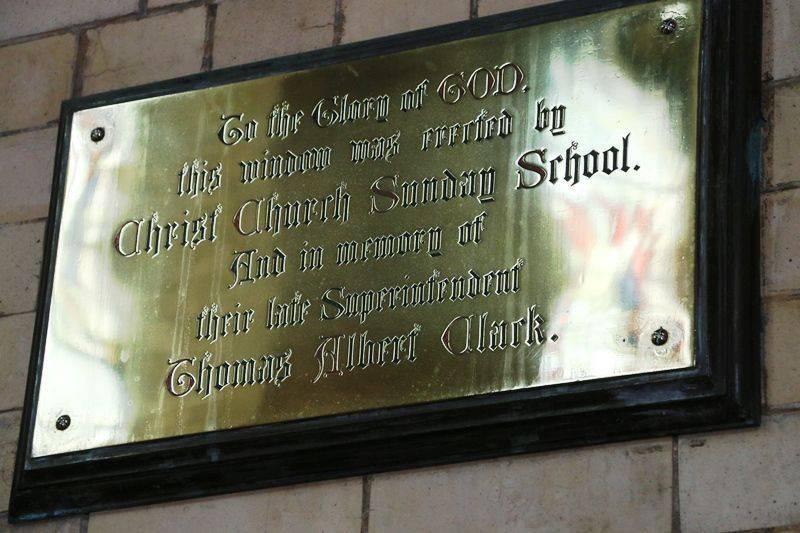 To the Glory of GOD.
this window was erected by
Christ Church Sunday School.
And in memory of
their late Superintendent
Thomas Albert Clark.